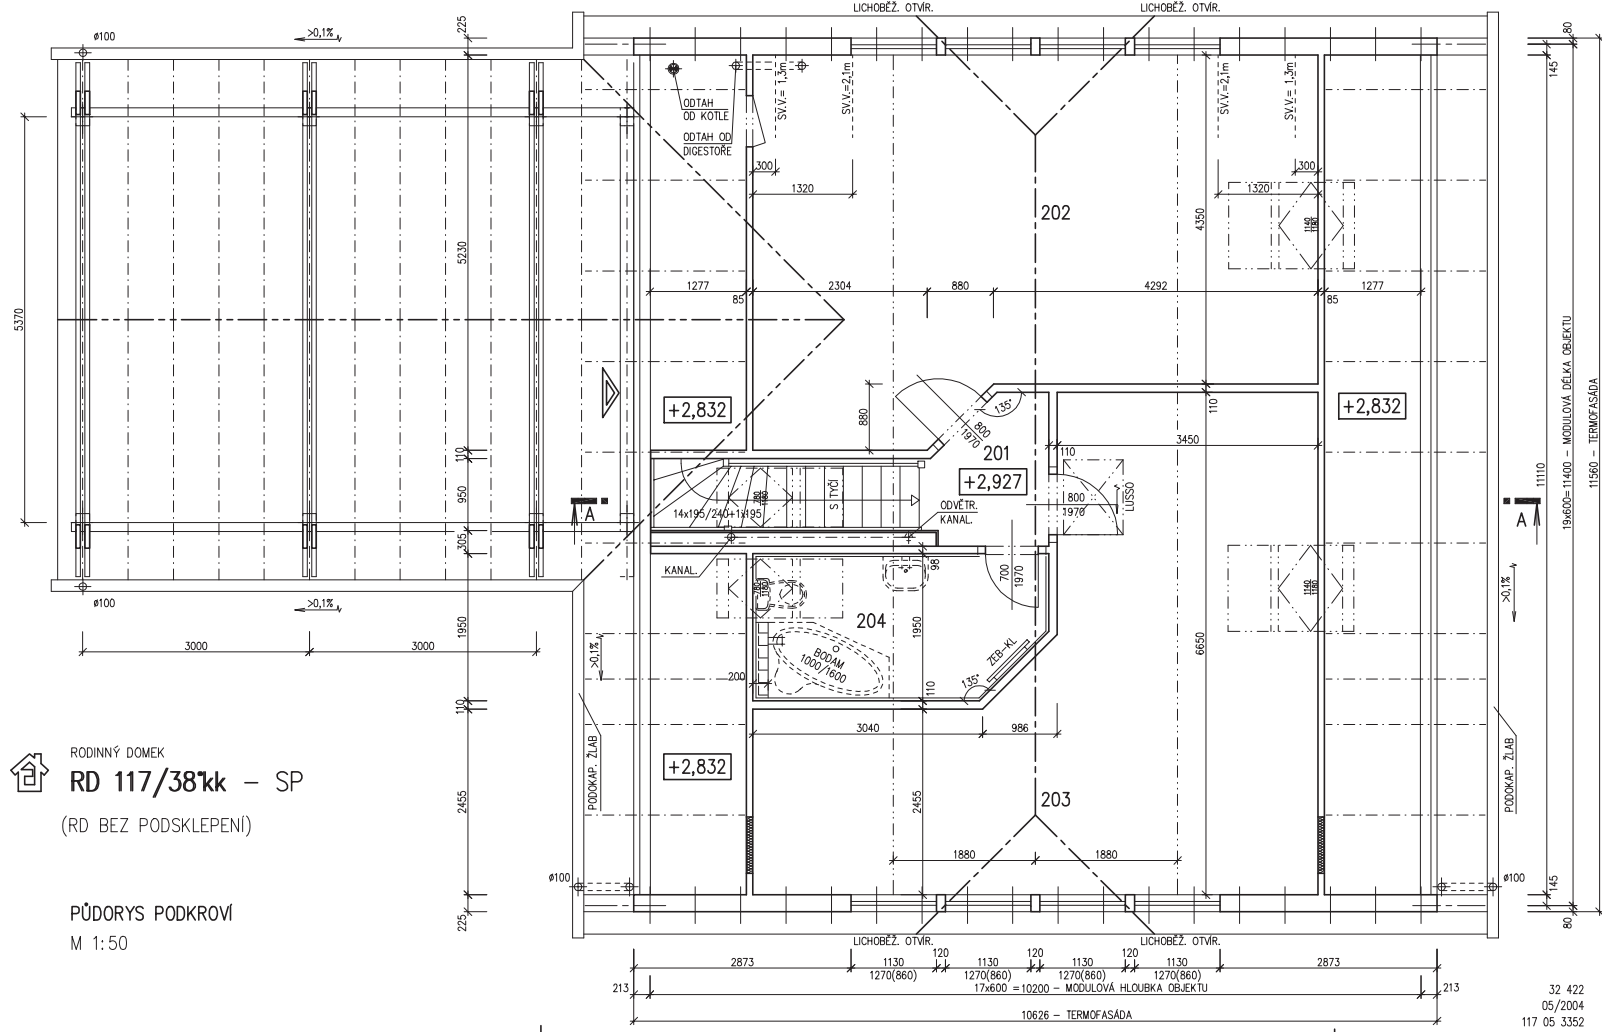 LICHOBĚŽ. OTVÍR.
LICHOBĚŽ. OTVÍR.
ø100
>0,1%
225
80
145
ODTAH
OD KOTLE
ODTAH OD
DIGESTOŘE
SV.V.= 1,3m
SV.V.=2,1m
SV.V.=2,1m
SV.V.= 1,3m
300
1320
300
1320
202
4350
1140
1180
5230
5370
1277
85
2304
880
4292
85
1277
+2,832
+2,832
880
135°
800
1970
110
201
+2,927
110
3450
110
950
305
A
S TYČÍ
780
1180
14x195/240+1x195
ODVĚTR.
KANAL.
800
1970
LUSSO
A
11110
19x600=11400 - MODULOVÁ DÉLKA OBJEKTU
11560 - TERMOFASÁDA
KANAL.
98
700
1970
780
1180
1140
1180
ø100
>0,1%
>0,1%
>0,1%
3000
3000
1950
204
1950
6650
BODAM
1000/1600
ŽEB-KL
135°
200
110
110
3040
986
PODOKAP. ŽLAB
PODOKAP. ŽLAB
+2,832
2455
2455
203
1880
1880
RODINNÝ DOMEK
RD 117/38°kk - SP
(RD BEZ PODSKLEPENÍ)
ø100
ø100
145
225
80
PŮDORYS PODKROVÍ
M 1:50
LICHOBĚŽ. OTVÍR.
LICHOBĚŽ. OTVÍR.
2873
1130
120
1130
120
1130
120
1130
2873
1270(860)
1270(860)
1270(860)
1270(860)
213
17x600 =10200 - MODULOVÁ HLOUBKA OBJEKTU
213
10626 - TERMOFASÁDA
32 422
05/2004
117 05 3352